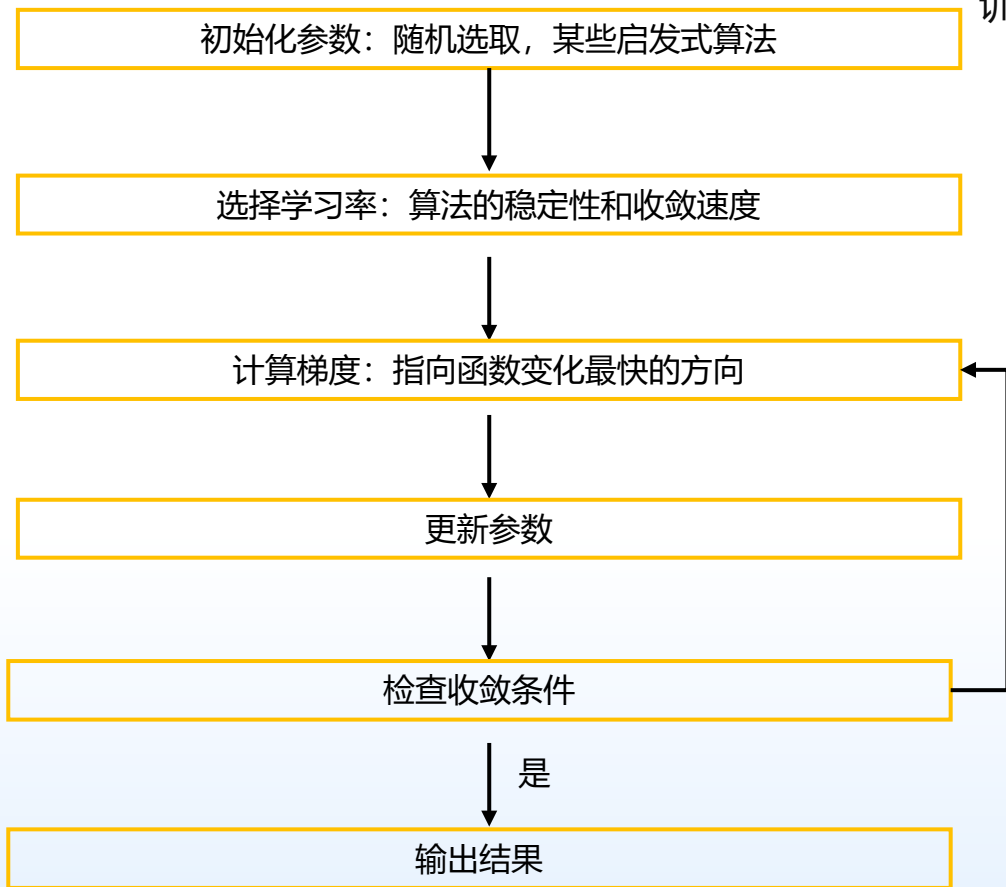 初始化参数：随机选取，某些启发式算法
选择学习率：算法的稳定性和收敛速度
计算梯度：指向函数变化最快的方向
更新参数
检查收敛条件
是
输出结果